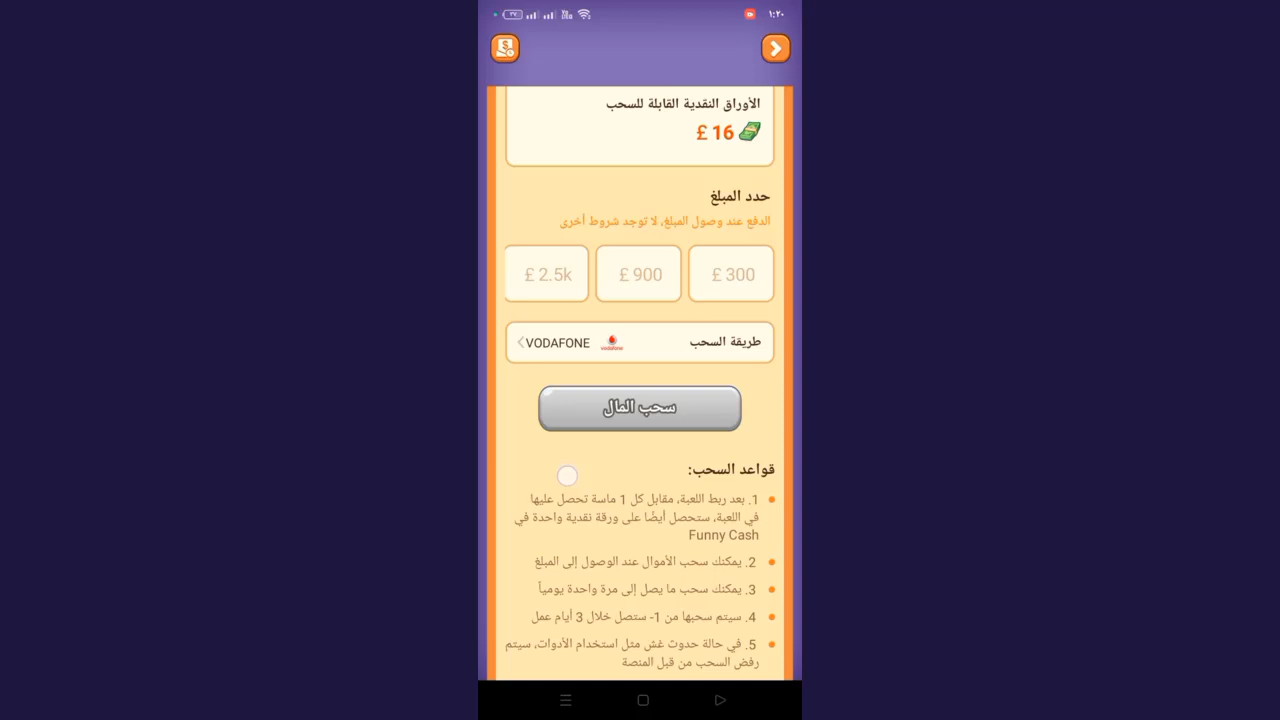 ١:٢٠
٢٧
الأوراق النقدية القابلة للسحب
£ 16
حدد المبلغ
الدفع عند وصول المبلغ، لا توجد شروط أخرى
£ 300
£ 900
£ 2.5k
طريقة السحب
vodafone
VODAFONE
سحب المال
قواعد السحب:
1. بعد ربط اللعبة، مقابل كل 1 ماسة تحصل عليها
في اللعبة، ستحصل أيضًا على ورقة نقدية واحدة في
Funny Cash
2. يمكنك سحب الأموال عند الوصول إلى المبلغ
3. يمكنك سحب ما يصل إلى مرة واحدة يومياً
4. سيتم سحبها من 1- ستصل خلال 3 أيام عمل
5. في حالة حدوث غش مثل استخدام الأدوات، سيتم
رفض السحب من قبل المنصة